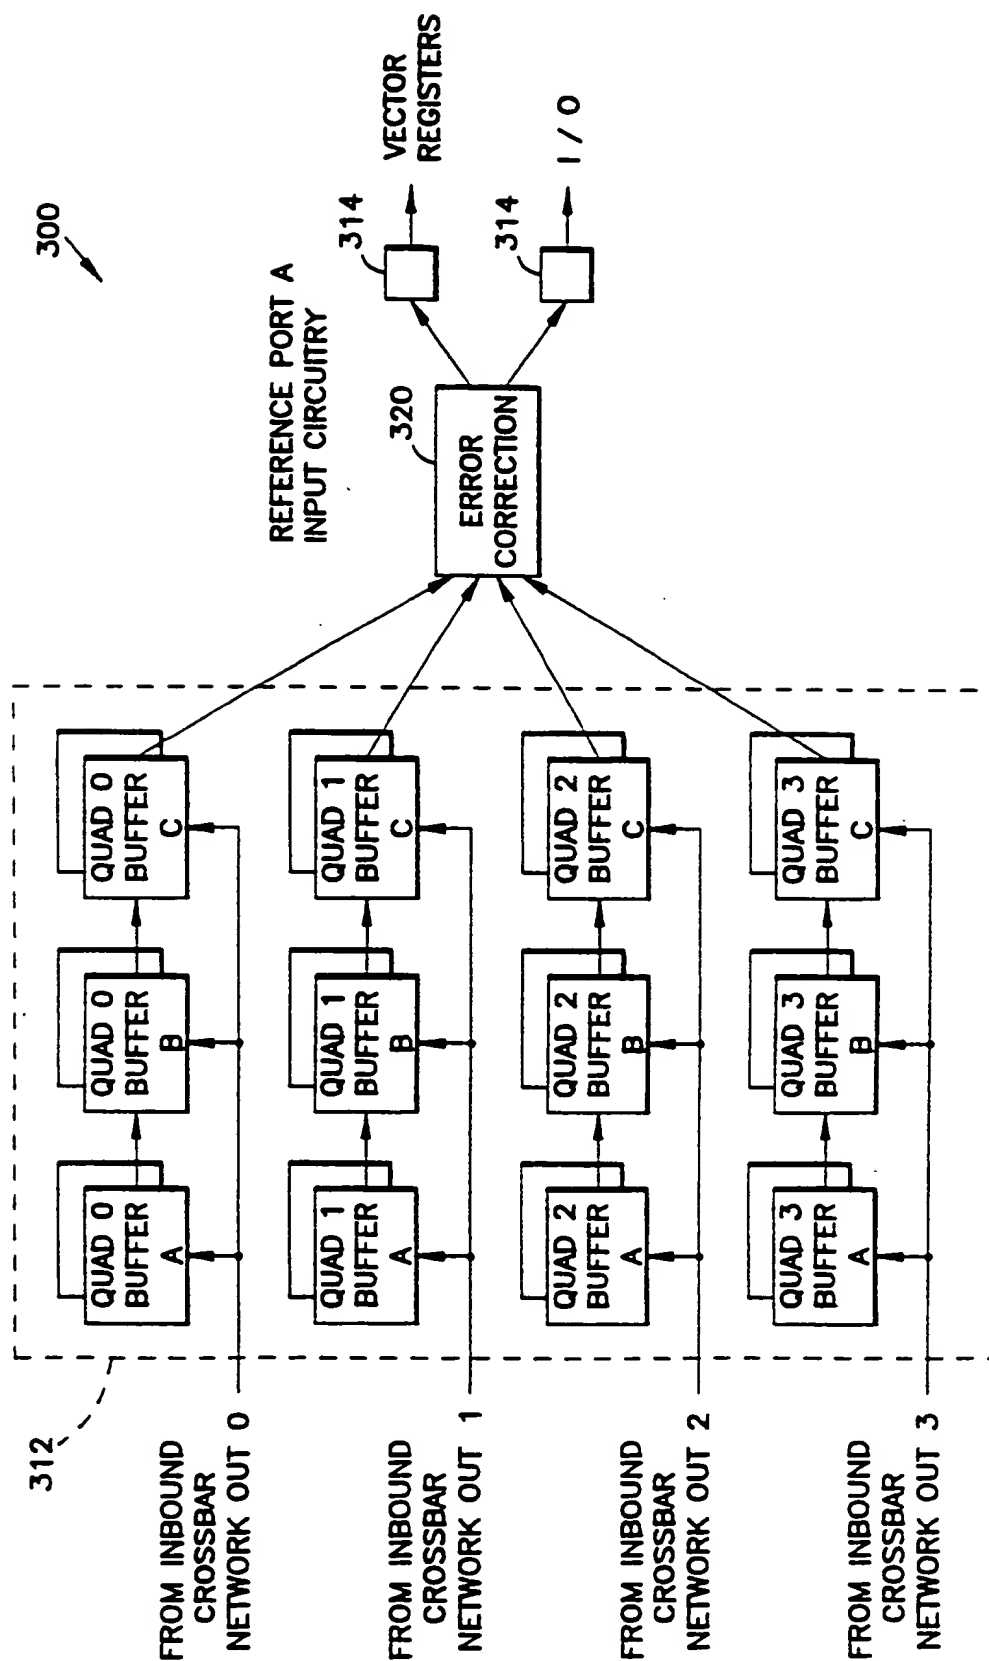 300
REFERENCE PORT A
INPUT CIRCUITRY
312
FROM INBOUND
CROSSBAR
NETWORK OUT 0
QUAD 0
BUFFER
A
QUAD 0
BUFFER
B
QUAD 0
BUFFER
C
FROM INBOUND
CROSSBAR
NETWORK OUT 1
QUAD 1
BUFFER
A
QUAD 1
BUFFER
B
QUAD 1
BUFFER
C
FROM INBOUND
CROSSBAR
NETWORK OUT 2
QUAD 2
BUFFER
A
QUAD 2
BUFFER
B
QUAD 2
BUFFER
C
FROM INBOUND
CROSSBAR
NETWORK OUT 3
QUAD 3
BUFFER
A
QUAD 3
BUFFER
B
QUAD 3
BUFFER
C
320
ERROR
CORRECTION
314
VECTOR
REGISTERS
314
I / O